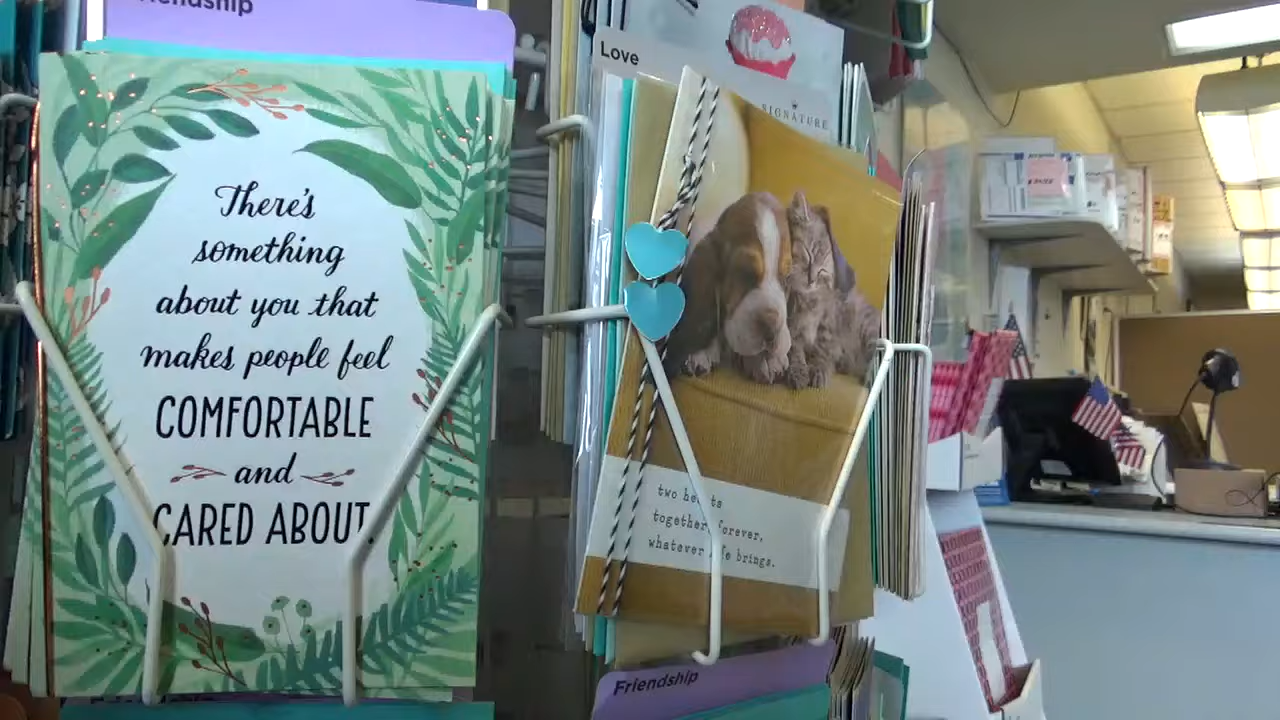 Friendship
There's
something
about you that
makes people feel
COMFORTABLE
and
CARED ABOUT.
Love
SIGNATURE
two hearts
together forever,
whatever life brings.
Friendship